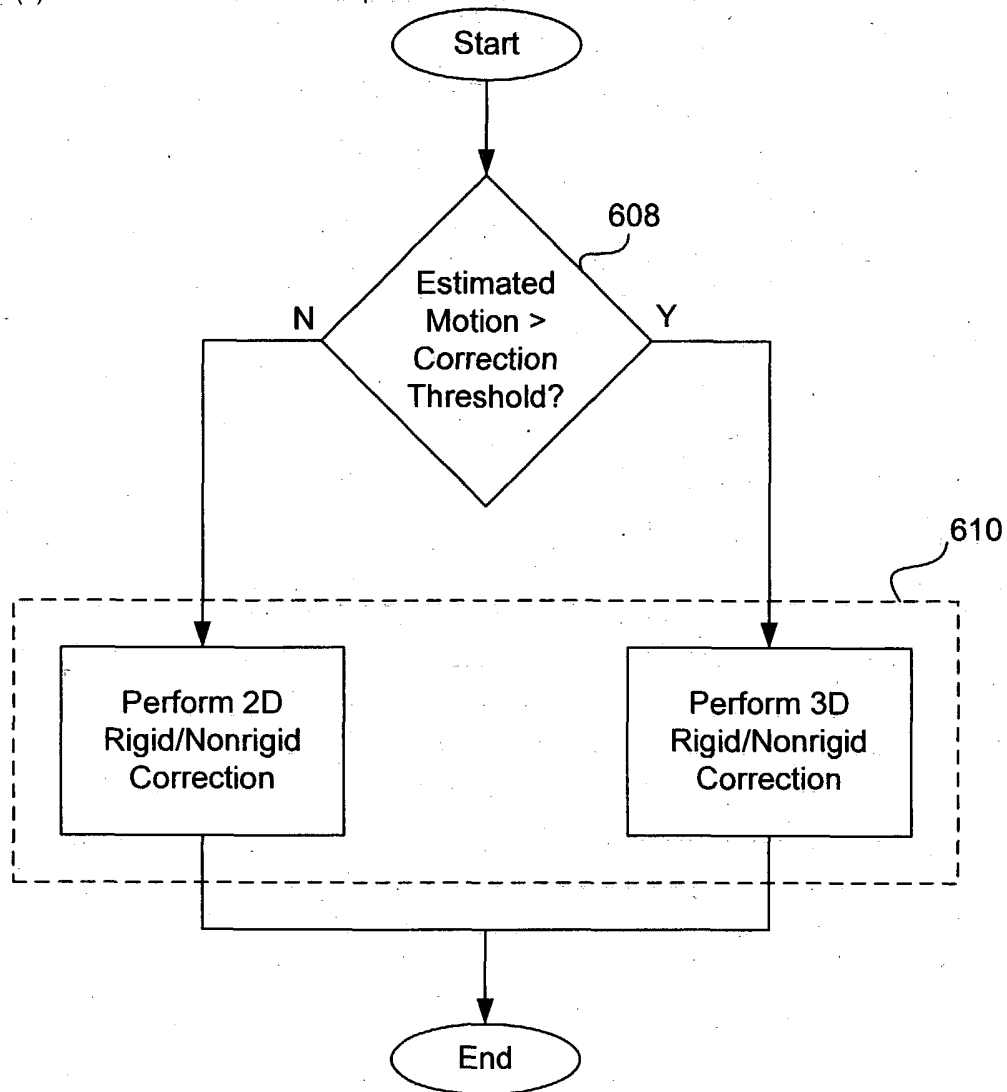 Start
608
Estimated
Motion >
Correction
Threshold?
N
Y
610
Perform 2D
Rigid/Nonrigid
Correction
Perform 3D
Rigid/Nonrigid
Correction
End